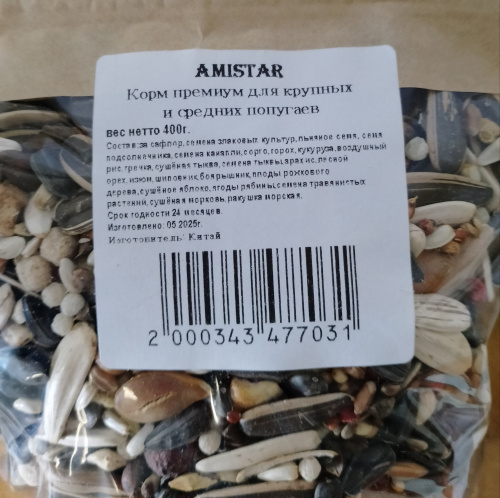 AMISTAR
Корм премиум для крупных
и средних попугаев
вес нетто 400г.
Состав: сафлор, семена злаковых культур, льняное семя, семя
подсолнечника, семена канапли, сорго, горох, кукуруза, воздушный
рис, гречка, сушёная тыква, семена тыквы, арахис, лесной
орех, изюм, шиповник, боярышник, плоды рожкового
дерева, сушёное яблоко, ягоды рябины, семена травянистых
растений, сушёная морковь, ракушка морская.
Срок годности 24 месяцев.
Изготовлено: 05.2025г.
Изготовитель: Китай
2 000343 477031